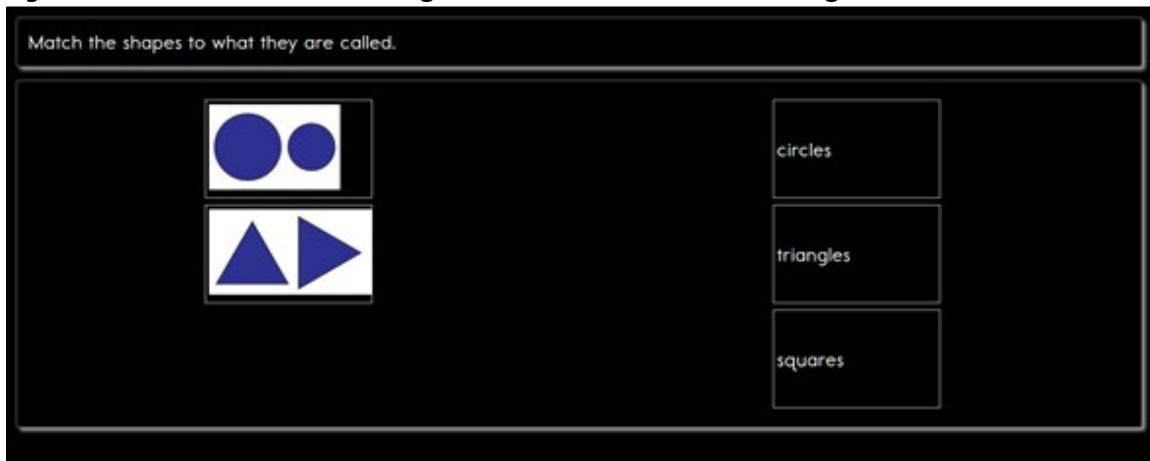 Match the shapes to what they are called.
circles
triangles
squares